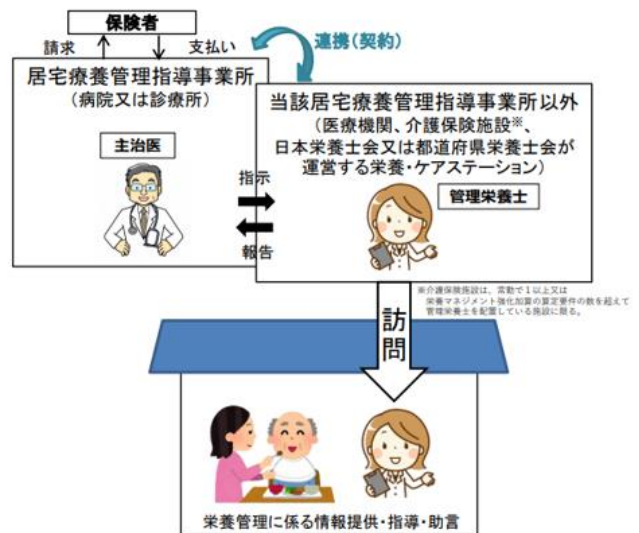 保険者
請求
支払い
連携(契約)
居宅療養管理指導事業所
(病院又は診療所)
主治医
当該居宅療養管理指導事業所以外
(医療機関、介護保険施設※、
日本栄養士会又は都道府県栄養士会が
運営する栄養・ケアステーション)
管理栄養士
指示
報告
※介護保険施設は、常勤で1以上又は
栄養マネジメント強化加算の算定要件の数を超えて
管理栄養士を配置している施設に限る。
訪問
栄養管理に係る情報提供・指導・助言